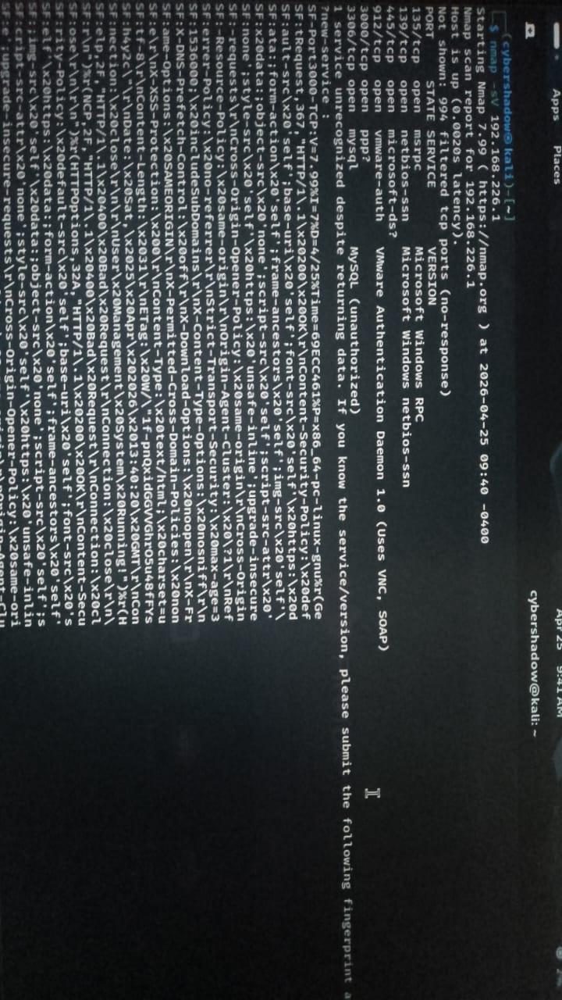 Apps Places
Apr 25 9:41 AM
cybershadow@kali: ~
(cybershadow㉿kali)-[~]
$ nmap -sV 192.168.226.1
Starting Nmap 7.99 ( https://nmap.org ) at 2026-04-25 09:40 -0400
Nmap scan report for 192.168.226.1
Host is up (0.0020s latency).
Not shown: 994 filtered tcp ports (no-response)
PORT STATE SERVICE VERSION
135/tcp open msrpc Microsoft Windows RPC
139/tcp open netbios-ssn Microsoft Windows netbios-ssn
445/tcp open microsoft-ds?
912/tcp open vmware-auth VMware Authentication Daemon 1.0 (Uses VNC, SOAP)
3000/tcp open ppp?
3306/tcp open mysql MySQL (unauthorized)
1 service unrecognized despite returning data. If you know the service/version, please submit the following fingerprint a
?new-service :
SF-Port3000-TCP:V=7.99%I=7%D=4/25%Time=69ECC461%P=x86_64-pc-linux-gnu%r(Ge
SF:tRequest,367,"HTTP/1\.1\x20200\x20OK\r\nContent-Security-Policy:\x20def
SF:ault-src\x20'self';base-uri\x20'self';font-src\x20'self'\x20https:\x20d
SF:ata:;form-action\x20'self';frame-ancestors\x20'self';img-src\x20'self'\
SF:x20data:;object-src\x20'none';script-src\x20'self';script-src-attr\x20'
SF:none';style-src\x20'self'\x20https:\x20'unsafe-inline';upgrade-insecure
SF:-requests\r\nCross-Origin-Opener-Policy:\x20same-origin\r\nCross-Origin
SF:-Resource-Policy:\x20same-origin\r\nOrigin-Agent-Cluster:\x20\?1\r\nRef
SF:errer-Policy:\x20no-referrer\r\nStrict-Transport-Security:\x20max-age=3
SF:1536000;\x20includeSubDomains\r\nX-Content-Type-Options:\x20nosniff\r\n
SF:X-DNS-Prefetch-Control:\x20off\r\nX-Download-Options:\x20noopen\r\nX-Fr
SF:ame-Options:\x20SAMEORIGIN\r\nX-Permitted-Cross-Domain-Policies:\x20non
SF:e\r\nX-XSS-Protection:\x200\r\nContent-Type:\x20text/html;\x20charset=u
SF:tf-8\r\nContent-Length:\x2031\r\nETag:\x20W/\"1f-pnQxidGGVVGhro5uA8fFYs
SF:h4y2c\"\r\nDate:\x20Sat,\x2025\x20Apr\x202026\x2013:40:20\x20GMT\r\nCon
SF:nection:\x20close\r\n\r\nUser\x20Management\x20System\x20Running!")%r(H
SF:elp,2F,"HTTP/1\.1\x20400\x20Bad\x20Request\r\nConnection:\x20close\r\n\
SF:r\n")%r(NCP,2F,"HTTP/1\.1\x20400\x20Bad\x20Request\r\nConnection:\x20cl
SF:ose\r\n\r\n")%r(HTTPOptions,32A,"HTTP/1\.1\x20200\x20OK\r\nContent-Secu
SF:rity-Policy:\x20default-src\x20'self';base-uri\x20'self';font-src\x20's
SF:elf'\x20https:\x20data:;form-action\x20'self';frame-ancestors\x20'self'
SF:;img-src\x20'self'\x20data:;object-src\x20'none';script-src\x20'self';s
SF:cript-src-attr\x20'none';style-src\x20'self'\x20https:\x20'unsafe-inlin
SF:e';upgrade-insecure-requests\r\nCross-Origin-Opener-Policy:\x20same-ori